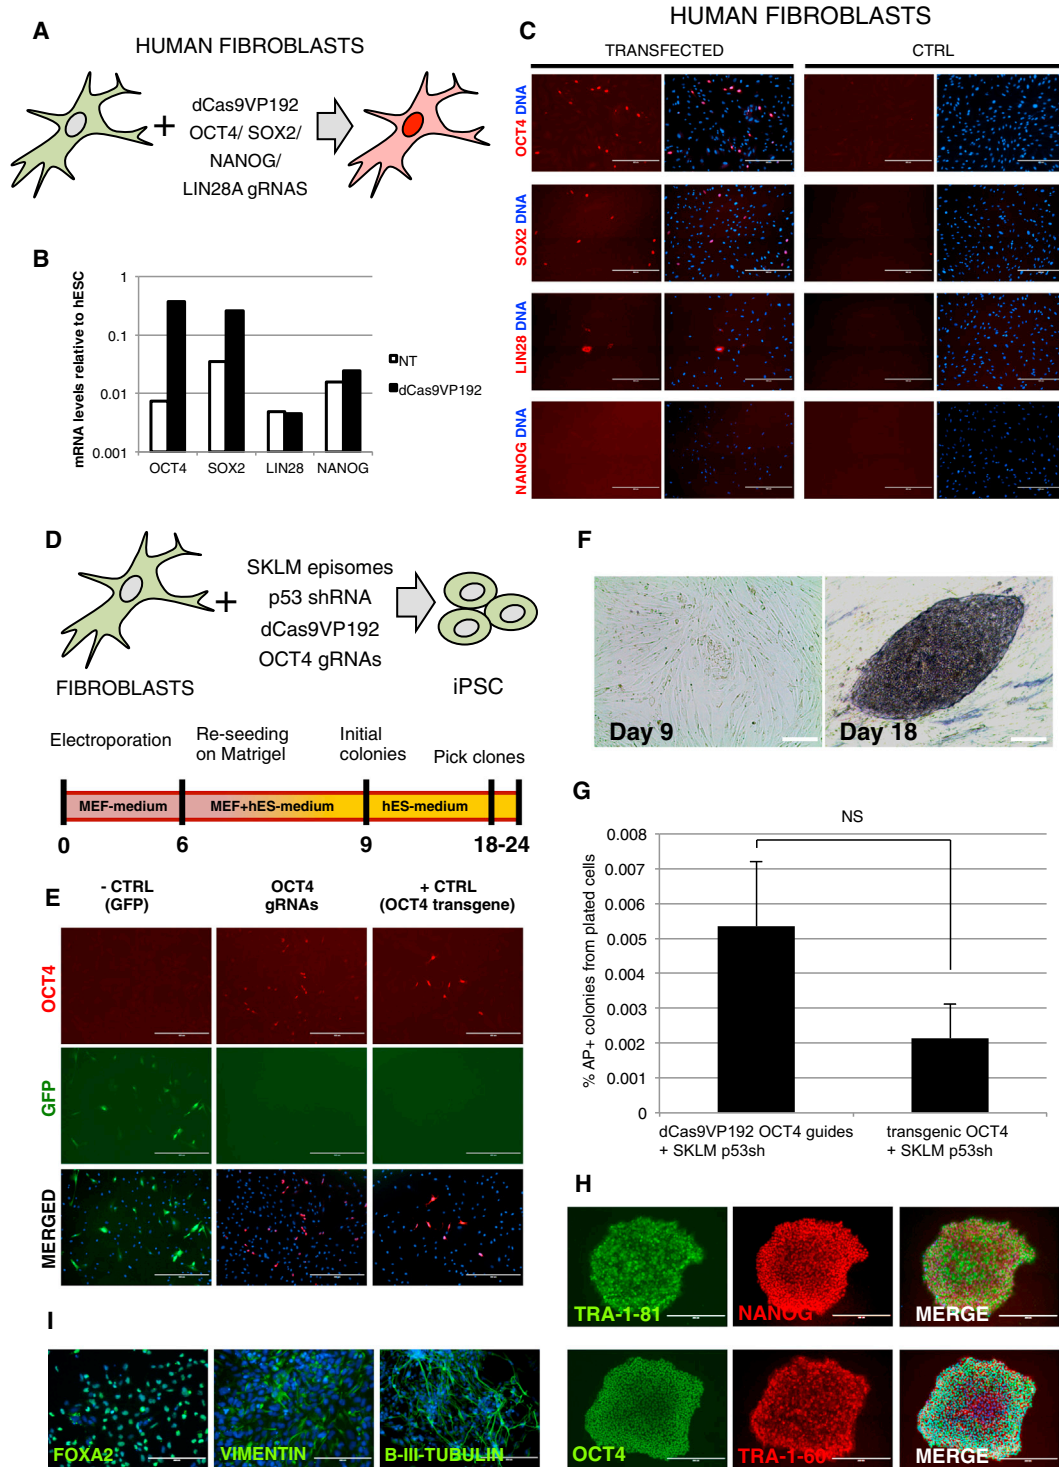 A
HUMAN FIBROBLASTS
+
dCas9VP192
OCT4/ SOX2/
NANOG/
LIN28A gRNAS
B
mRNA levels relative to hESC
1
0.1
0.01
0.001
OCT4
SOX2
LIN28
NANOG
NT
dCas9VP192
HUMAN FIBROBLASTS
C
TRANSFECTED
CTRL
OCT4 DNA
SOX2 DNA
LIN28 DNA
NANOG DNA
D
+
SKLM episomes
p53 shRNA
dCas9VP192
OCT4 gRNAs
FIBROBLASTS
iPSC
Electroporation
Re-seeding
on Matrigel
Initial
colonies
Pick clones
MEF-medium
MEF+hES-medium
hES-medium
0
6
9
18-24
E
- CTRL
(GFP)
OCT4
gRNAs
+ CTRL
(OCT4 transgene)
OCT4
GFP
MERGED
F
Day 9
Day 18
G
NS
% AP+ colonies from plated cells
0.008
0.007
0.006
0.005
0.004
0.003
0.002
0.001
0
dCas9VP192 OCT4 guides
+ SKLM p53sh
transgenic OCT4
+ SKLM p53sh
H
TRA-1-81
NANOG
MERGE
OCT4
TRA-1-60
MERGE
I
FOXA2
VIMENTIN
B-III-TUBULIN